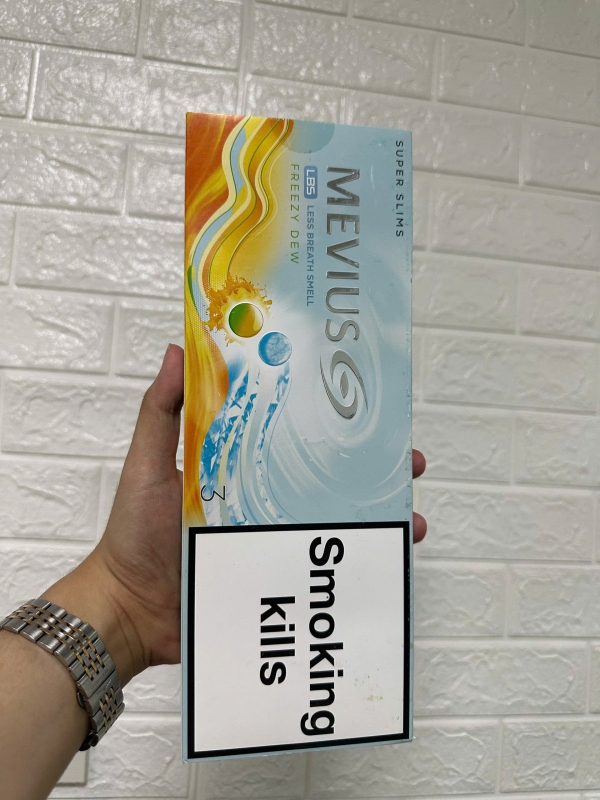 SUPER SLIMS
MEVIUS
LBS LESS BREATH SMELL
FREEZY DEW
3
Smoking
kills